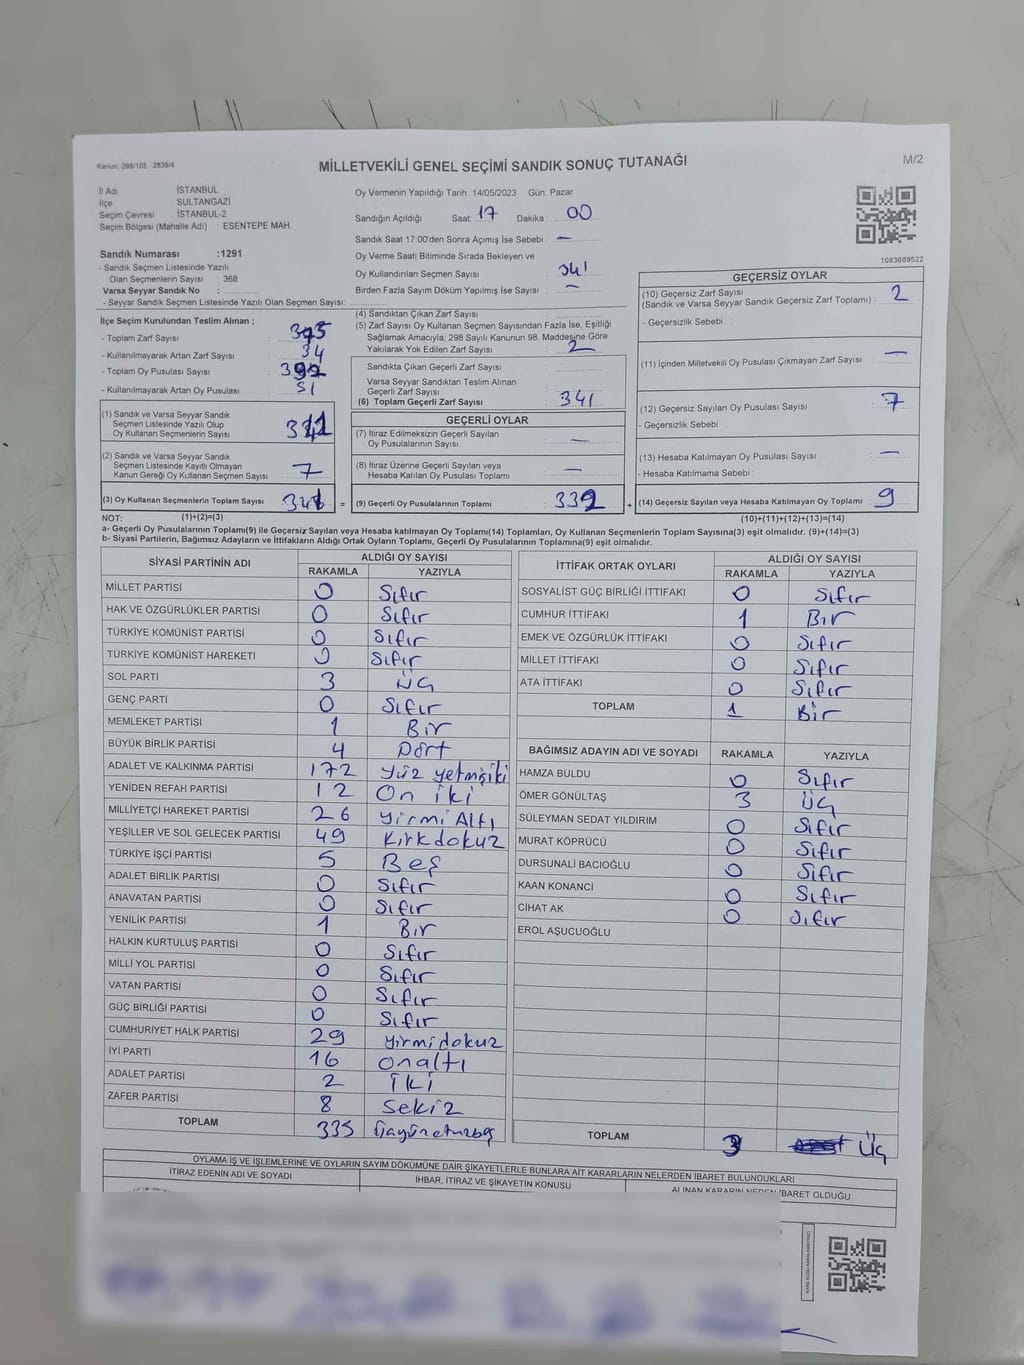 Kanun: 298/105 , 2839/4
MİLLETVEKİLİ GENEL SEÇİMİ SANDIK SONUÇ TUTANAĞI
M/2
İl Adı : İSTANBUL
İlçe : SULTANGAZİ
Seçim Çevresi : İSTANBUL-2
Seçim Bölgesi (Mahalle Adı) : ESENTEPE MAH.
Sandık Numarası :1291
- Sandık Seçmen Listesinde Yazılı
Olan Seçmenlerin Sayısı : 368
Varsa Seyyar Sandık No :
- Seyyar Sandık Seçmen Listesinde Yazılı Olan Seçmen Sayısı:
Oy Vermenin Yapıldığı Tarih :14/05/2023 Gün: Pazar
Sandığın Açıldığı Saat: 17 Dakika : 00
Sandık Saat 17:00'den Sonra Açımış İse Sebebi : —
Oy Verme Saati Bitiminde Sırada Bekleyen ve
Oy Kullandırılan Seçmen Sayısı : 341
Birden Fazla Sayım Döküm Yapılmış İse Sayısı : —
1083689522
İlçe Seçim Kurulundan Teslim Alınan ;
- Toplam Zarf Sayısı :
- Kullanılmayarak Artan Zarf Sayısı : 34
- Toplam Oy Pusulası Sayısı :
- Kullanılmayarak Artan Oy Pusulası : 51
(1) Sandık ve Varsa Seyyar Sandık
Seçmen Listesinde Yazılı Olup
Oy Kullanan Seçmenlerin Sayısı :
(2) Sandık ve Varsa Seyyar Sandık
Seçmen Listesinde Kayıtlı Olmayan
Kanun Gereği Oy Kullanan Seçmen Sayısı : 7
(3) Oy Kullanan Seçmenlerin Toplam Sayısı =
(4) Sandıktan Çıkan Zarf Sayısı :
(5) Zarf Sayısı Oy Kullanan Seçmen Sayısından Fazla İse, Eşitliği
Sağlamak Amacıyla; 298 Sayılı Kanunun 98. Maddesine Göre
Yakılarak Yok Edilen Zarf Sayısı : 2
Sandıkta Çıkan Geçerli Zarf Sayısı :
Varsa Seyyar Sandıktan Teslim Alınan
Geçerli Zarf Sayısı :
(6) Toplam Geçerli Zarf Sayısı : 341
GEÇERLİ OYLAR
(7) İtiraz Edilmeksizin Geçerli Sayılan
Oy Pusulalarının Sayısı : —
(8) İtiraz Üzerine Geçerli Sayılan veya
Hesaba Katılan Oy Pusulaları Toplamı : —
(9) Geçerli Oy Pusulalarının Toplamı : 339 +
GEÇERSİZ OYLAR
(10) Geçersiz Zarf Sayısı
(Sandık ve Varsa Seyyar Sandık Geçersiz Zarf Toplamı) : 2
- Geçersizlik Sebebi :
(11) İçinden Milletvekili Oy Pusulası Çıkmayan Zarf Sayısı : —
(12) Geçersiz Sayılan Oy Pusulası Sayısı : 7
- Geçersizlik Sebebi :
(13) Hesaba Katılmayan Oy Pusulası Sayısı : —
- Hesaba Katılmama Sebebi :
(14) Geçersiz Sayılan veya Hesaba Katılmayan Oy Toplamı : 9
NOT: (1)+(2)=(3) (10)+(11)+(12)+(13)=(14)
a- Geçerli Oy Pusulalarının Toplamı(9) ile Geçersiz Sayılan veya Hesaba katılmayan Oy Toplamı(14) Toplamları, Oy Kullanan Seçmenlerin Toplam Sayısına(3) eşit olmalıdır. (9)+(14)=(3)
b- Siyasi Partilerin, Bağımsız Adayların ve İttifakların Aldığı Ortak Oyların Toplamı, Geçerli Oy Pusulalarının Toplamına(9) eşit olmalıdır.
SİYASİ PARTİNİN ADI ALDIĞI OY SAYISI
RAKAMLA YAZIYLA
MİLLET PARTİSİ 0 Sıfır
HAK VE ÖZGÜRLÜKLER PARTİSİ 0 Sıfır
TÜRKİYE KOMÜNİST PARTİSİ 0 Sıfır
TÜRKİYE KOMÜNİST HAREKETİ 0 Sıfır
SOL PARTİ 3 üç
GENÇ PARTİ 0 Sıfır
MEMLEKET PARTİSİ 1 Bir
BÜYÜK BİRLİK PARTİSİ 4 Dört
ADALET VE KALKINMA PARTİSİ 172 yüz yetmişiki
YENİDEN REFAH PARTİSİ 12 On iki
MİLLİYETÇİ HAREKET PARTİSİ 26 yirmi Altı
YEŞİLLER VE SOL GELECEK PARTİSİ 49 Kırkdokuz
TÜRKİYE İŞÇİ PARTİSİ 5 Beş
ADALET BİRLİK PARTİSİ 0 Sıfır
ANAVATAN PARTİSİ 0 Sıfır
YENİLİK PARTİSİ 1 Bir
HALKIN KURTULUŞ PARTİSİ 0 Sıfır
MİLLİ YOL PARTİSİ 0 Sıfır
VATAN PARTİSİ 0 Sıfır
GÜÇ BİRLİĞİ PARTİSİ 0 Sıfır
CUMHURİYET HALK PARTİSİ 29 yirmidokuz
İYİ PARTİ 16 onaltı
ADALET PARTİSİ 2 İki
ZAFER PARTİSİ 8 Sekiz
TOPLAM 335
İTTİFAK ORTAK OYLARI ALDIĞI OY SAYISI
RAKAMLA YAZIYLA
SOSYALİST GÜÇ BİRLİĞİ İTTİFAKI 0 Sıfır
CUMHUR İTTİFAKI 1 Bir
EMEK VE ÖZGÜRLÜK İTTİFAKI 0 Sıfır
MİLLET İTTİFAKI 0 Sıfır
ATA İTTİFAKI 0 Sıfır
TOPLAM 1 Bir
BAĞIMSIZ ADAYIN ADI VE SOYADI RAKAMLA YAZIYLA
HAMZA BULDU 0 Sıfır
ÖMER GÖNÜLTAŞ 3 üç
SÜLEYMAN SEDAT YILDIRIM 0 Sıfır
MURAT KÖPRÜCÜ 0 Sıfır
DURSUNALİ BACIOĞLU 0 Sıfır
KAAN KONANCİ 0 Sıfır
CİHAT AK 0 Sıfır
EROL AŞUCUOĞLU
TOPLAM 3 Üç
OYLAMA İŞ VE İŞLEMLERİNE VE OYLARIN SAYIM DÖKÜMÜNE DAİR ŞİKAYETLERLE BUNLARA AİT KARARLARIN NELERDEN İBARET BULUNDUKLARI
İTİRAZ EDENİN ADI VE SOYADI İHBAR, İTİRAZ VE ŞİKAYETİN KONUSU ALINAN KARARIN NEDEN İBARET OLDUĞU